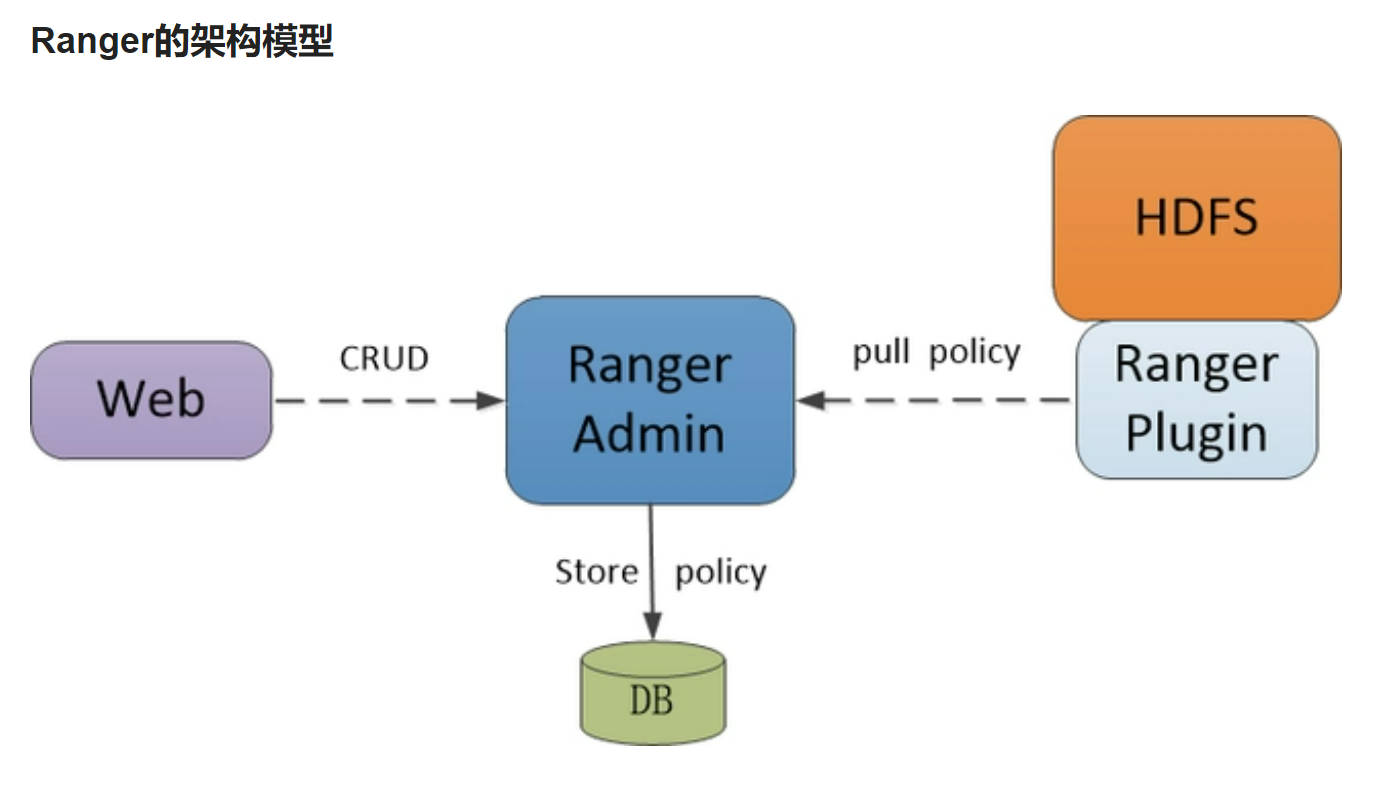 Ranger的架构模型
HDFS
Web
CRUD
Ranger
Admin
pull policy
Ranger
Plugin
Store policy
DB